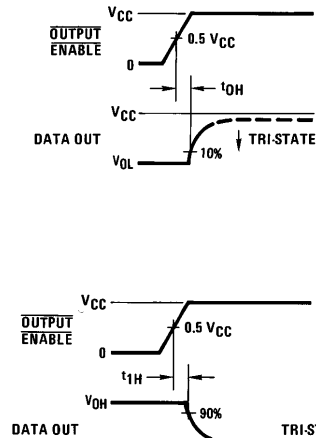 VCC
OUTPUT
ENABLE
0.5 VCC
0
tOH
VCC
DATA OUT
TRI-STATE
10%
VOL
VCC
OUTPUT
ENABLE
0.5 VCC
0
t1H
VOH
90%
DATA OUT
TRI-S